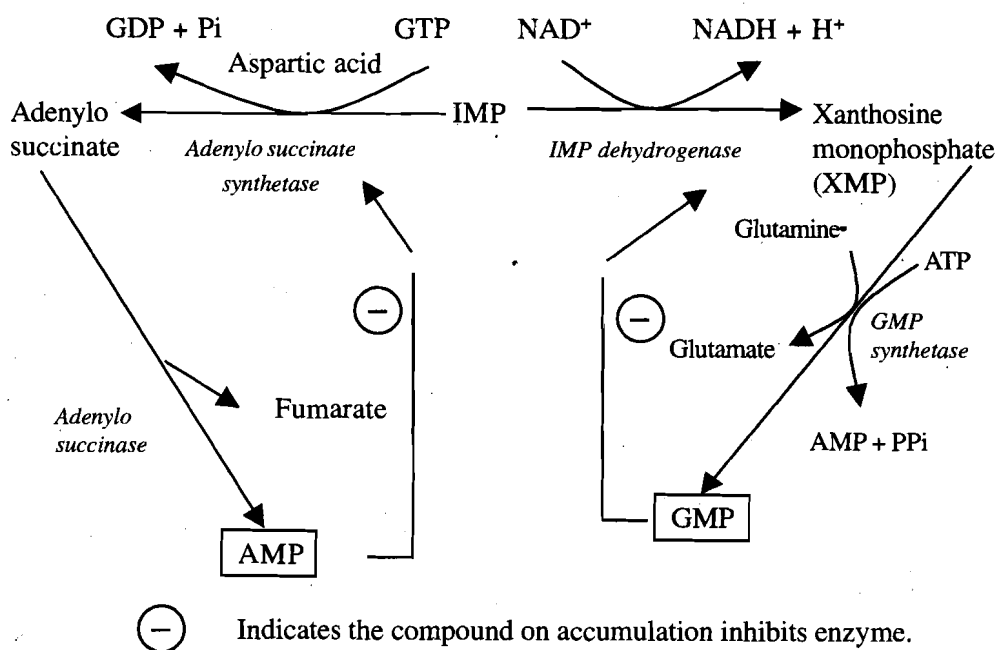 GDP + Pi
GTP
NAD⁺
NADH + H⁺
Aspartic acid
Adenylo
succinate
IMP
Xanthosine
monophosphate
(XMP)
Adenylo succinate
synthetase
IMP dehydrogenase
Glutamine
ATP
−
−
Glutamate
GMP
synthetase
Adenylo
succinase
Fumarate
AMP + PPi
AMP
GMP
− Indicates the compound on accumulation inhibits enzyme.